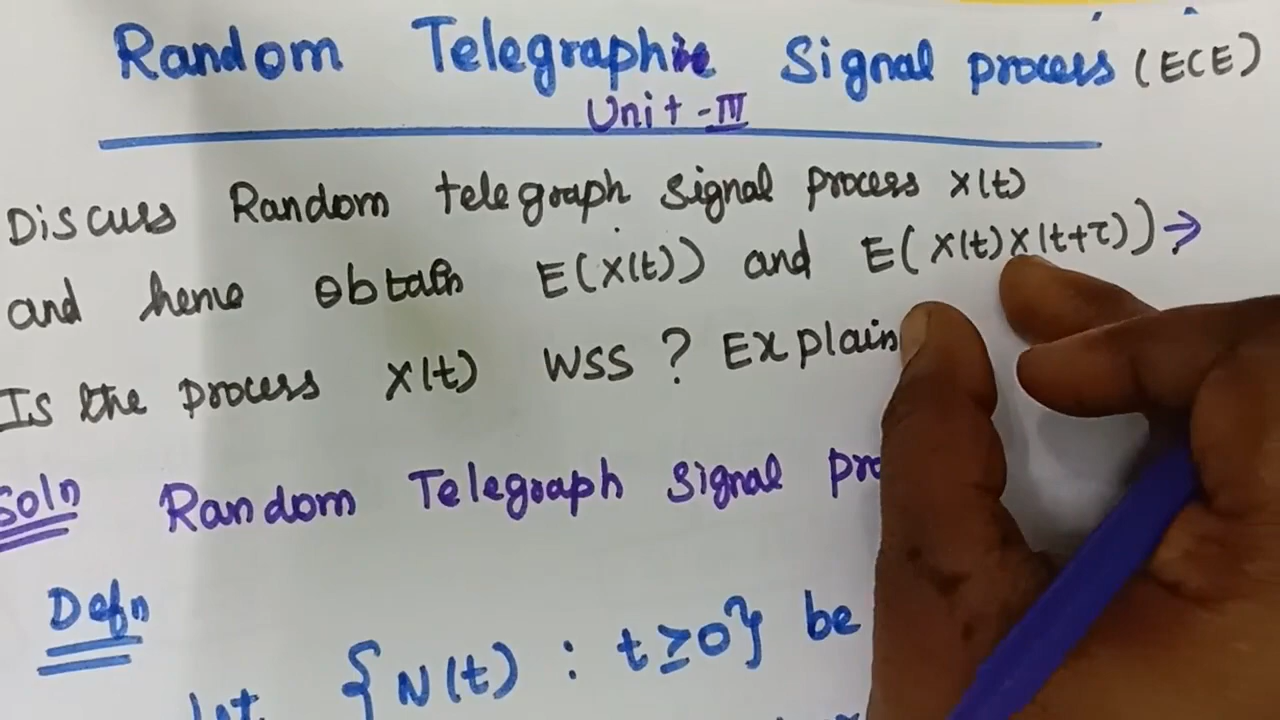 Random Telegraphic Signal process (ECE)
Unit-III
Discuss Random telegraph signal process X(t)
and hence obtain E(X(t)) and E(X(t)X(t+τ)) →
Is the process X(t) WSS ? Explain
Soln Random Telegraph signal
Defn
let {N(t) : t≥0} be